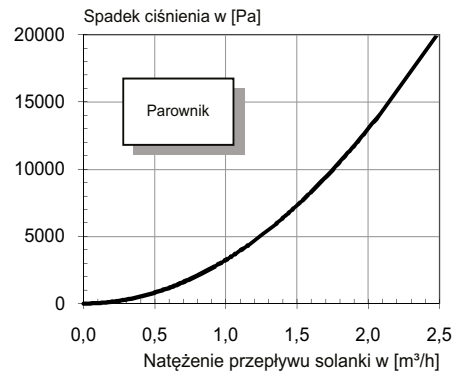 Spadek ciśnienia w [Pa]
20000
15000
Parownik
10000
5000
0
0,0 0,5 1,0 1,5 2,0 2,5
Natężenie przepływu solanki w [m³/h]